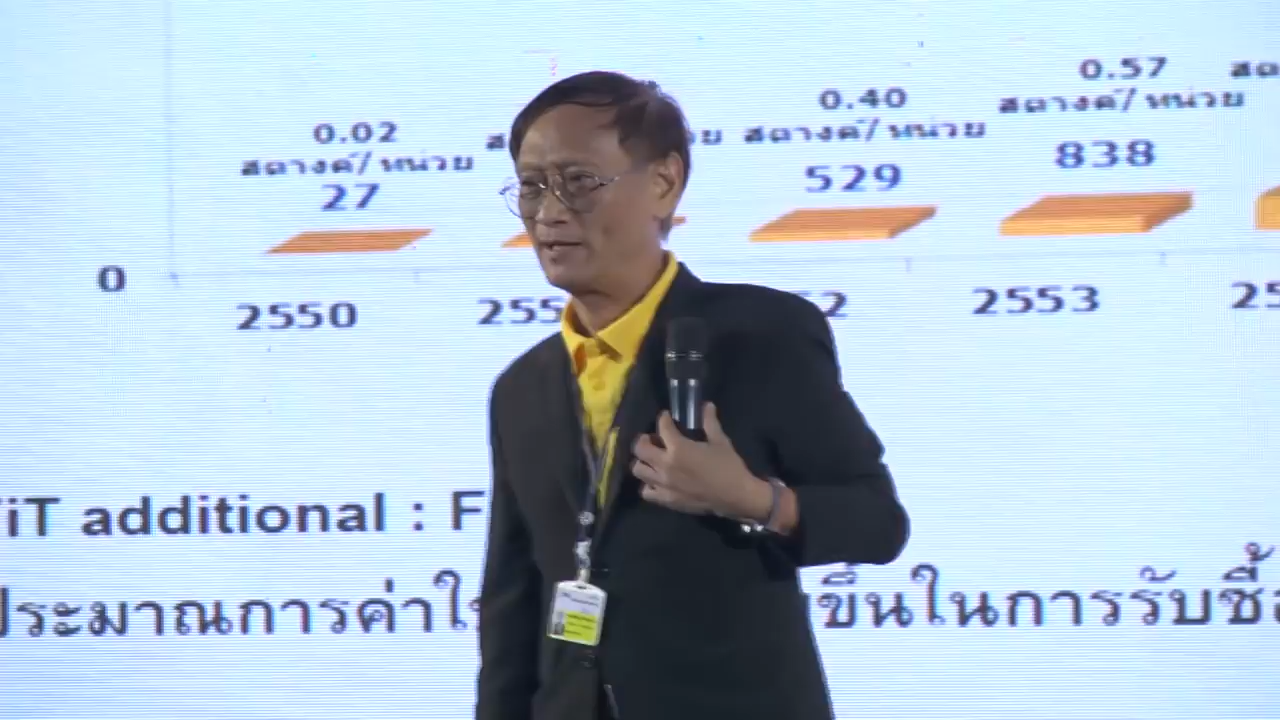 0.57
0.40
สตางค์/หน่วย
0.02
สตางค์/หน่วย
สตางค์/หน่วย
838
529
27
0
2550
2553
FiT additional : F
ประมาณการค่าใ
ขึ้นในการรับซื้